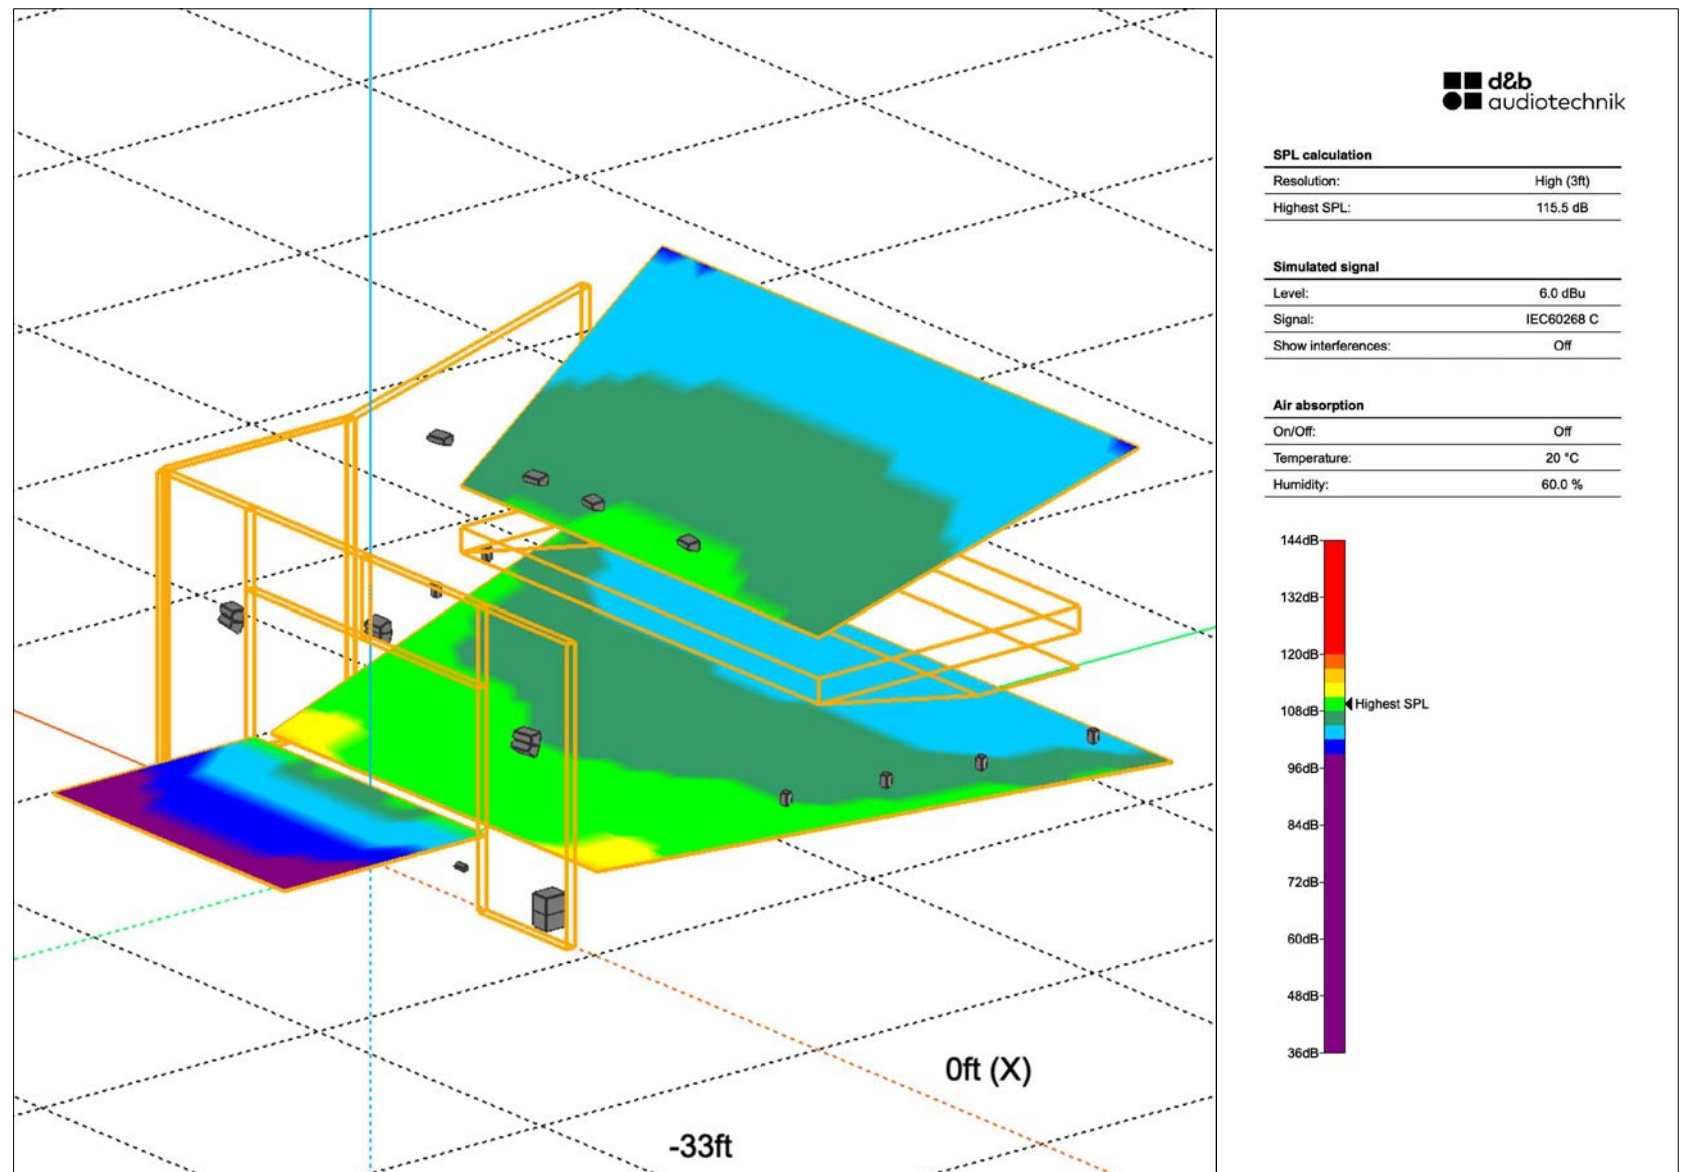 d&b
audiotechnik
SPL calculation
Resolution: High (3ft)
Highest SPL: 115.5 dB
Simulated signal
Level: 6.0 dBu
Signal: IEC60268 C
Show interferences: Off
Air absorption
On/Off: Off
Temperature: 20 °C
Humidity: 60.0 %
144dB
132dB
120dB
Highest SPL
108dB
96dB
84dB
72dB
60dB
48dB
36dB
0ft (X)
-33ft